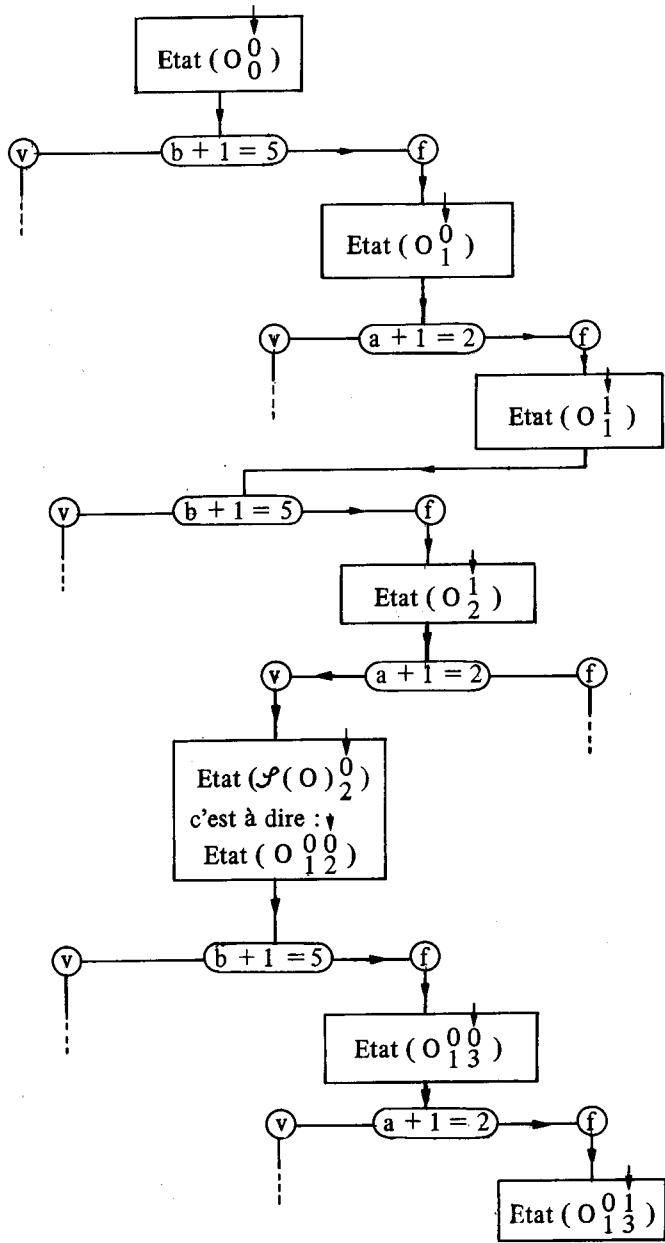 Etat ( O 0 0 )
v b + 1 = 5 f
Etat ( O 0 1 )
v a + 1 = 2 f
Etat ( O 1 1 )
v b + 1 = 5 f
Etat ( O 1 2 )
v a + 1 = 2 f
Etat ( 𝒮 ( O ) 0 2 )
c'est à dire :
Etat ( O 0 0 1 2 )
v b + 1 = 5 f
Etat ( O 0 0 1 3 )
v a + 1 = 2 f
Etat ( O 0 1 1 3 )